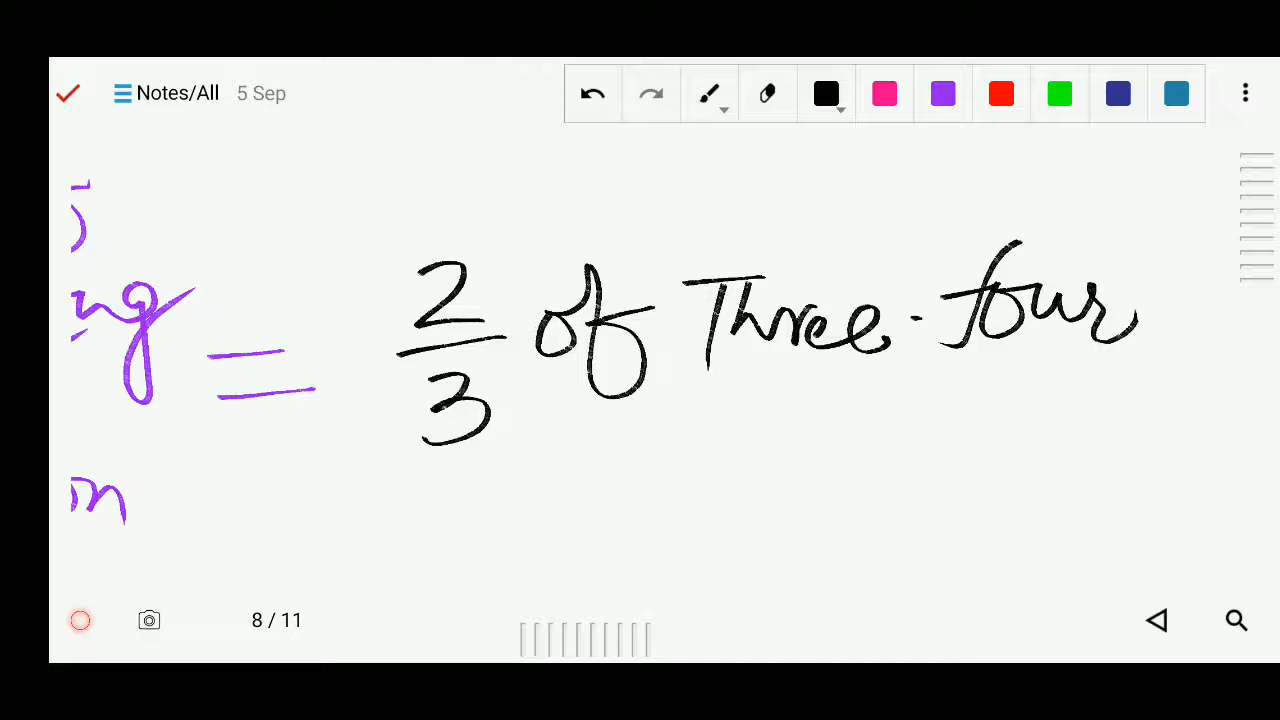 Notes/All 5 Sep
= 2/3 of Three-four
8 / 11